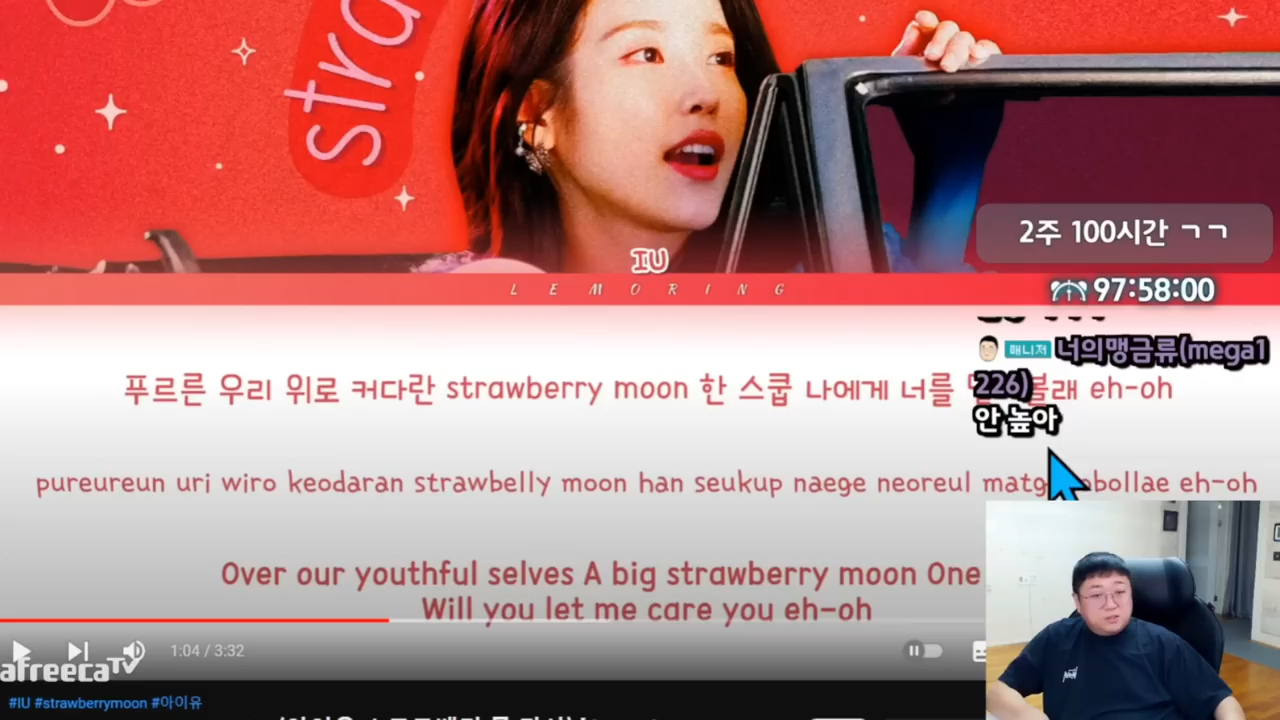 stra
IU
LEMORING
2주 100시간 ㄱㄱ
97:58:00
매니저 너의맹금류(mega1
226)
안 높아
푸르른 우리 위로 커다란 strawberry moon 한 스쿱 나에게 너를 볼래 eh-oh
pureureun uri wiro keodaran strawbelly moon han seukup naege neoreul eh-oh
Over our youthful selves A big strawberry moon One
Will you let me care you eh-oh
1:04 / 3:32
afreecaTV
#IU #strawberrymoon #아이유